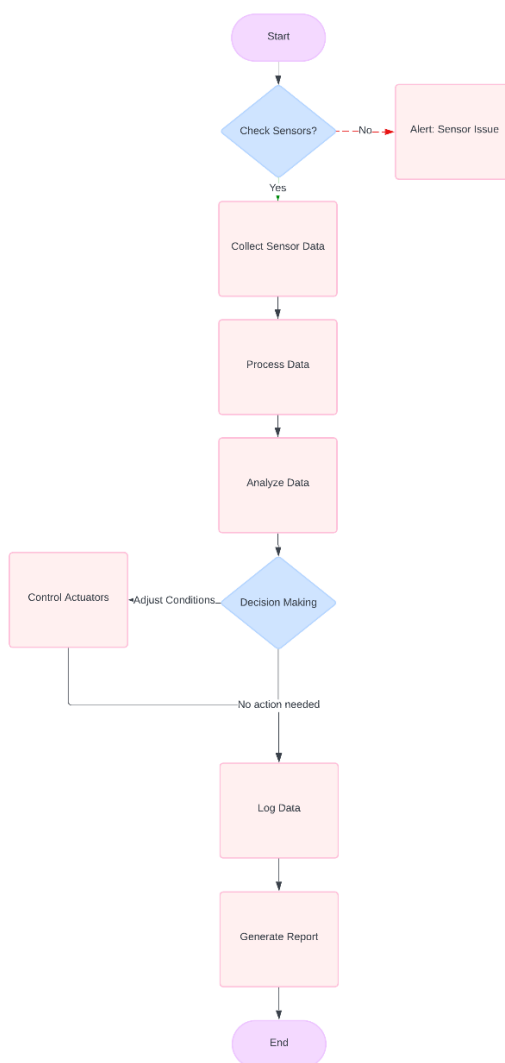 Start
Check Sensors?
No
Alert: Sensor Issue
Yes
Collect Sensor Data
Process Data
Analyze Data
Control Actuators
Adjust Conditions
Decision Making
No action needed
Log Data
Generate Report
End